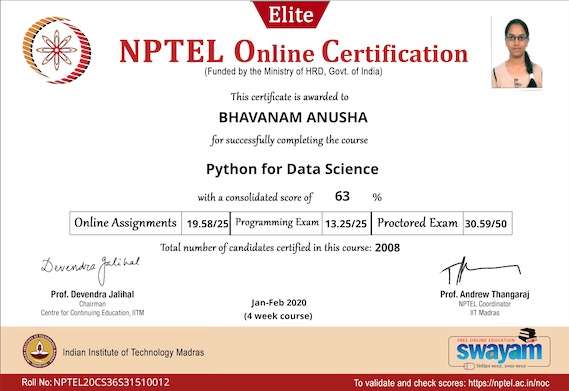 Elite
NPTEL Online Certification
(Funded by the Ministry of HRD, Govt. of India)
This certificate is awarded to
BHAVANAM ANUSHA
for successfully completing the course
Python for Data Science
with a consolidated score of 63 %
Online Assignments 19.58/25 Programming Exam 13.25/25 Proctored Exam 30.59/50
Total number of candidates certified in this course: 2008
Devendra Jalihal
Prof. Devendra Jalihal
Chairman
Centre for Continuing Education, IITM
Jan-Feb 2020
(4 week course)
Prof. Andrew Thangaraj
NPTEL Coordinator
IIT Madras
Indian Institute of Technology Madras
FREE ONLINE EDUCATION
swayam
शिक्षित भारत, उन्नत भारत
Roll No: NPTEL20CS36S31510012
To validate and check scores: https://nptel.ac.in/noc